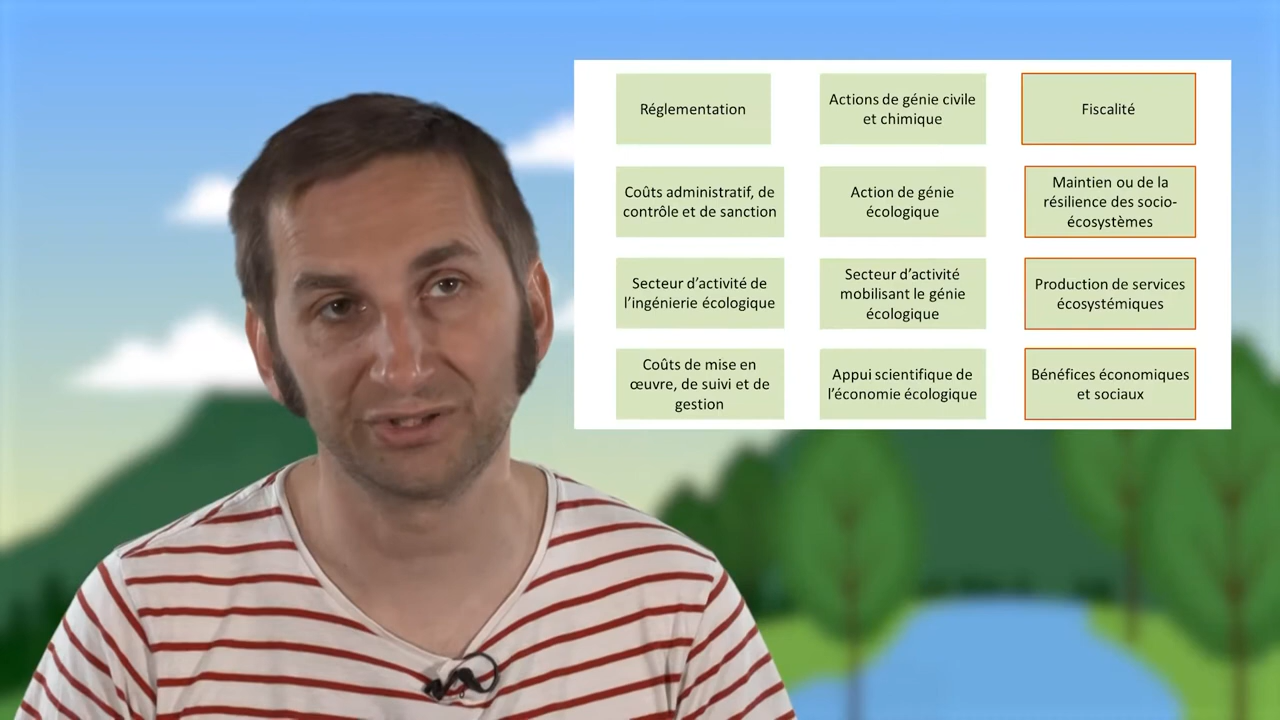 Réglementation
Actions de génie civile
et chimique
Fiscalité
Coûts administratif, de
contrôle et de sanction
Action de génie
écologique
Maintien ou de la
résilience des socio-
écosystèmes
Secteur d'activité de
l'ingénierie écologique
Secteur d'activité
mobilisant le génie
écologique
Production de services
écosystémiques
Coûts de mise en
œuvre, de suivi et de
gestion
Appui scientifique de
l'économie écologique
Bénéfices économiques
et sociaux